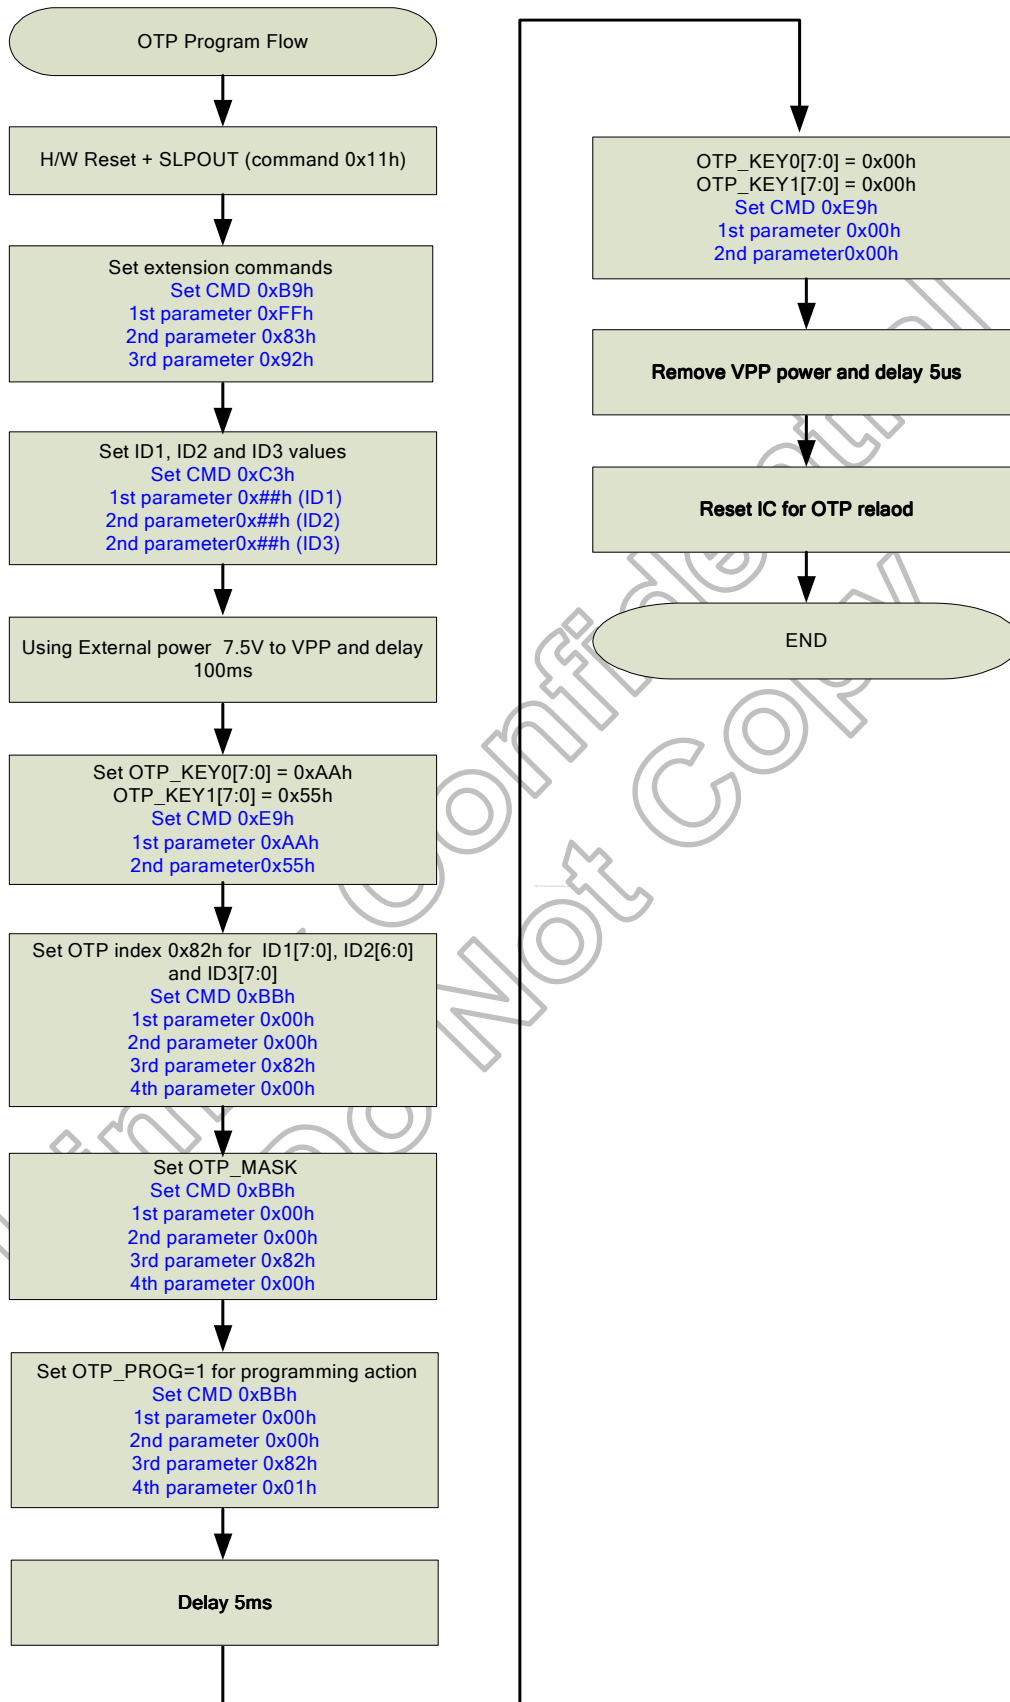 OTP Program Flow
H/W Reset + SLPOUT (command 0x11h)
Set extension commands
Set CMD 0xB9h
1st parameter 0xFFh
2nd parameter 0x83h
3rd parameter 0x92h
Set ID1, ID2 and ID3 values
Set CMD 0xC3h
1st parameter 0x##h (ID1)
2nd parameter0x##h (ID2)
2nd parameter0x##h (ID3)
Using External power 7.5V to VPP and delay
100ms
Set OTP_KEY0[7:0] = 0xAAh
OTP_KEY1[7:0] = 0x55h
Set CMD 0xE9h
1st parameter 0xAAh
2nd parameter0x55h
Set OTP index 0x82h for ID1[7:0], ID2[6:0]
and ID3[7:0]
Set CMD 0xBBh
1st parameter 0x00h
2nd parameter 0x00h
3rd parameter 0x82h
4th parameter 0x00h
Set OTP_MASK
Set CMD 0xBBh
1st parameter 0x00h
2nd parameter 0x00h
3rd parameter 0x82h
4th parameter 0x00h
Set OTP_PROG=1 for programming action
Set CMD 0xBBh
1st parameter 0x00h
2nd parameter 0x00h
3rd parameter 0x82h
4th parameter 0x01h
Delay 5ms
OTP_KEY0[7:0] = 0x00h
OTP_KEY1[7:0] = 0x00h
Set CMD 0xE9h
1st parameter 0x00h
2nd parameter0x00h
Remove VPP power and delay 5us
Reset IC for OTP relaod
END
Confidential
Do Not Copy